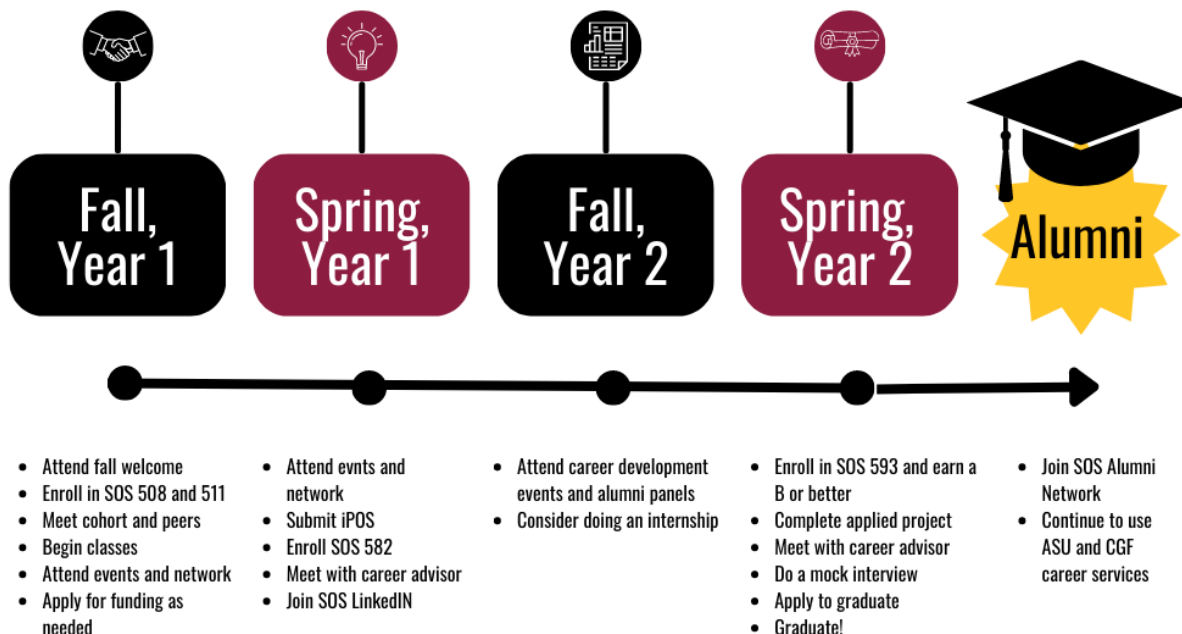 Fall,
Year 1
Spring,
Year 1
Fall,
Year 2
Spring,
Year 2
Alumni
• Attend fall welcome
• Enroll in SOS 508 and 511
• Meet cohort and peers
• Begin classes
• Attend events and network
• Apply for funding as
needed
• Attend evnts and
network
• Submit iPOS
• Enroll SOS 582
• Meet with career advisor
• Join SOS LinkedIN
• Attend career development
events and alumni panels
• Consider doing an internship
• Enroll in SOS 593 and earn a
B or better
• Complete applied project
• Meet with career advisor
• Do a mock interview
• Apply to graduate
• Graduate!
• Join SOS Alumni
Network
• Continue to use
ASU and CGF
career services